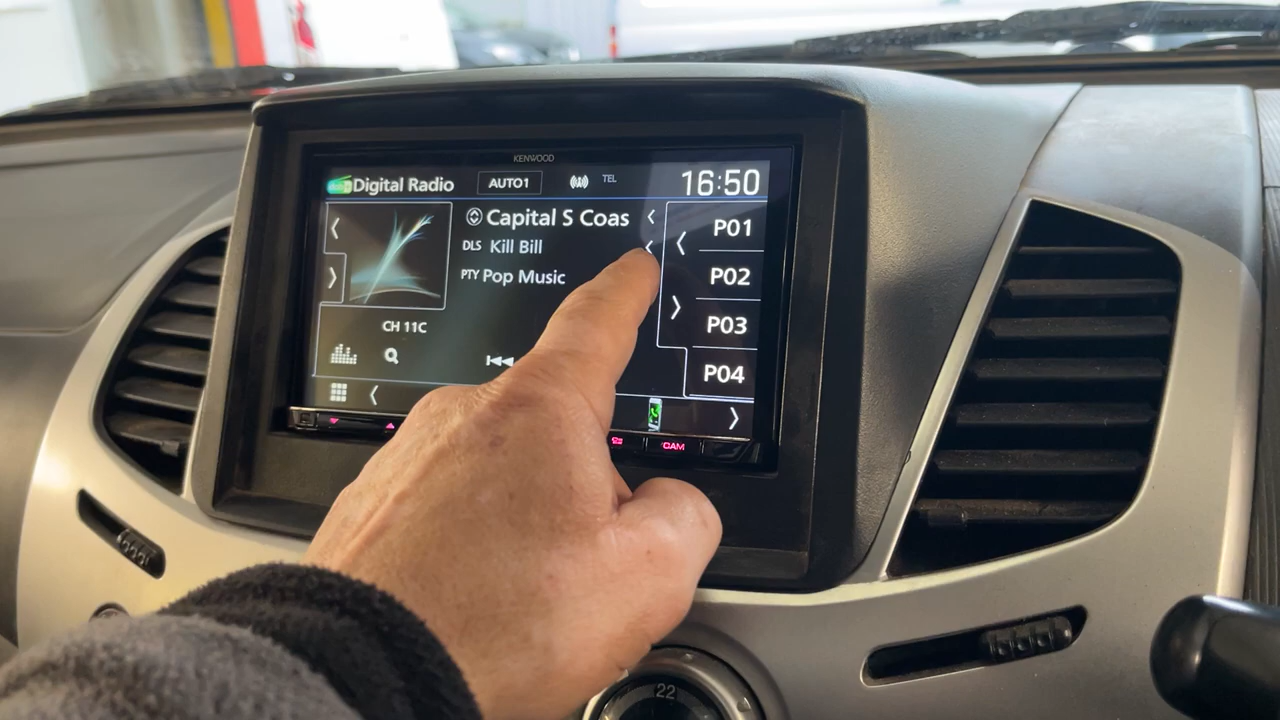 KENWOOD
Digital Radio AUTO1 TEL 16:50
Capital S Coas
DLS Kill Bill
PTY Pop Music
CH 11C
P01
P02
P03
P04
CAM
22